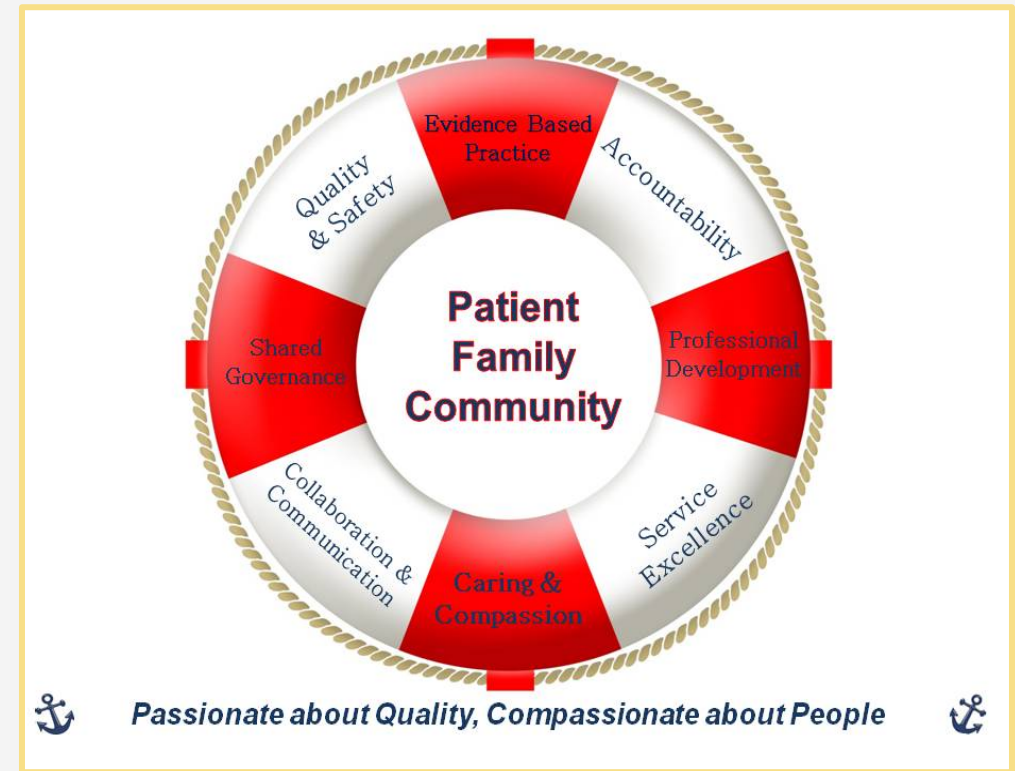 Evidence Based
Practice
Accountability
Professional
Development
Service
Excellence
Caring &
Compassion
Collaboration &
Communication
Shared
Governance
Quality
& Safety
Patient
Family
Community
Passionate about Quality, Compassionate about People